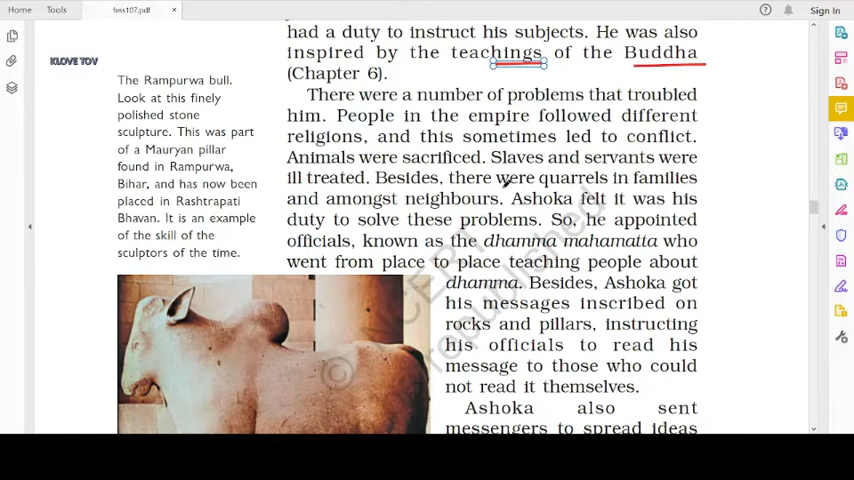 Home
Tools
fess107.pdf
×
Sign In
KLOVE TOV
The Rampurwa bull.
Look at this finely
polished stone
sculpture. This was part
of a Mauryan pillar
found in Rampurwa,
Bihar, and has now been
placed in Rashtrapati
Bhavan. It is an example
of the skill of the
sculptors of the time.
had a duty to instruct his subjects. He was also
inspired by the teachings of the Buddha
(Chapter 6).
There were a number of problems that troubled
him. People in the empire followed different
religions, and this sometimes led to conflict.
Animals were sacrificed. Slaves and servants were
ill treated. Besides, there were quarrels in families
and amongst neighbours. Ashoka felt it was his
duty to solve these problems. So, he appointed
officials, known as the dhamma mahamatta who
went from place to place teaching people about
dhamma. Besides, Ashoka got
his messages inscribed on
rocks and pillars, instructing
his officials to read his
message to those who could
not read it themselves.
Ashoka also sent
messengers to spread ideas